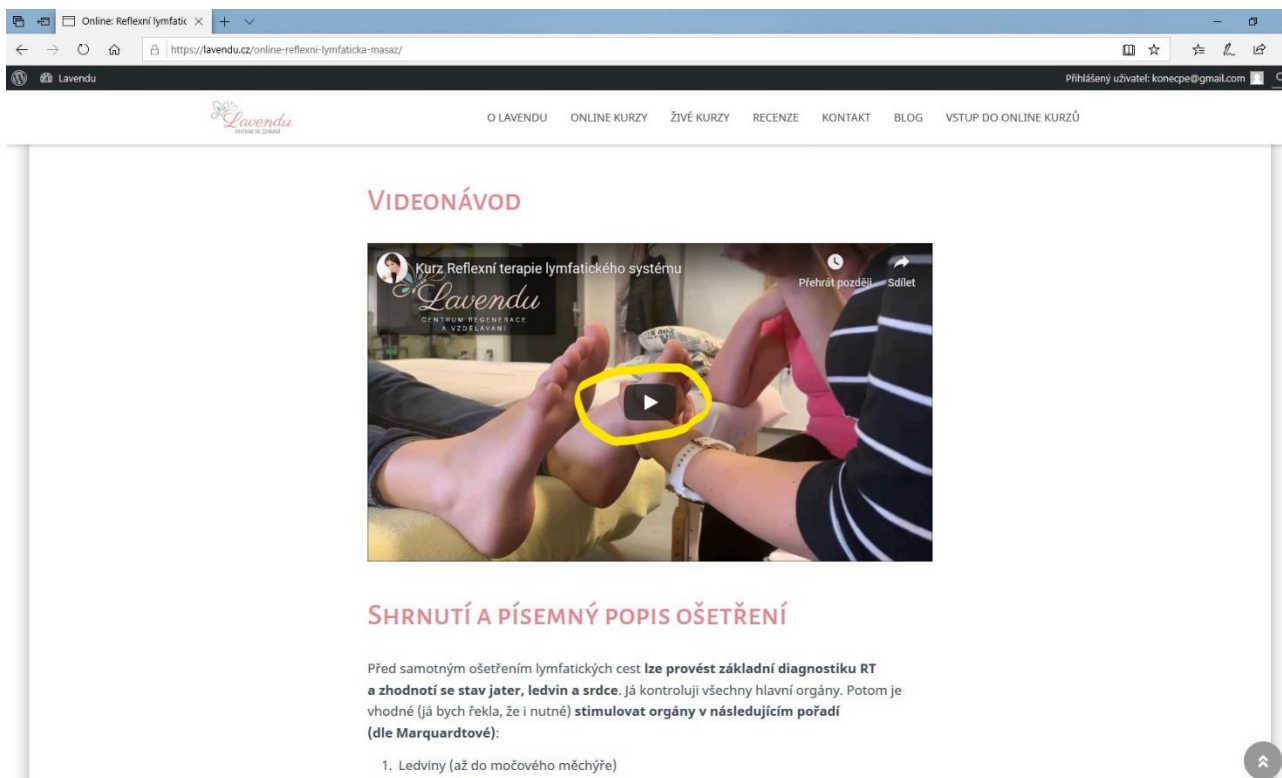 Online: Reflexní lymfatic
https://lavendu.cz/online-reflexni-lymfaticka-masaz/
Lavendu
Přihlášený uživatel: konecpe@gmail.com
Lavendu
O LAVENDU ONLINE KURZY ŽIVÉ KURZY RECENZE KONTAKT BLOG VSTUP DO ONLINE KURZŮ
VIDEONÁVOD
Kurz Reflexní terapie lymfatického systému
Přehrát později Sdílet
Lavendu
CENTRUM REGENERACE
A VZDĚLÁVÁNÍ
SHRNUTÍ A PÍSEMNÝ POPIS OŠETŘENÍ
Před samotným ošetřením lymfatických cest lze provést základní diagnostiku RT
a zhodnotí se stav jater, ledvin a srdce. Já kontroluji všechny hlavní orgány. Potom je
vhodné (já bych řekla, že i nutné) stimulovat orgány v následujícím pořadí
(dle Marquardtové):
1. Ledviny (až do močového měchýře)